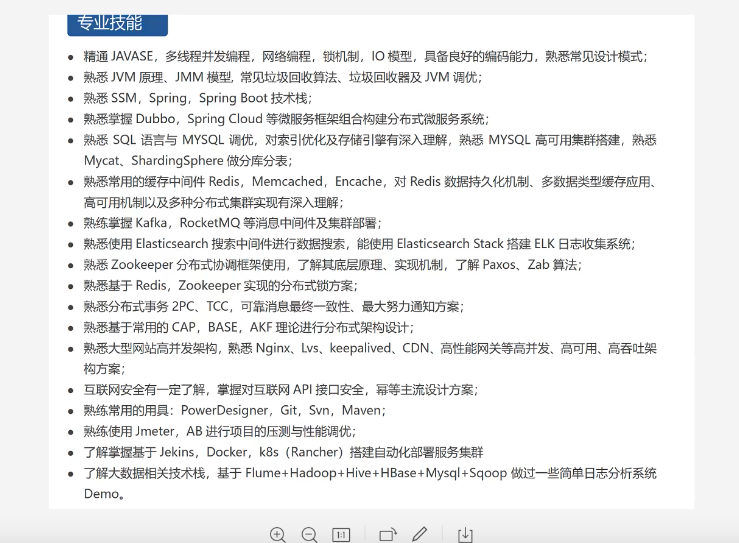 专业技能
● 精通 JAVASE，多线程并发编程，网络编程，锁机制，IO 模型，具备良好的编码能力，熟悉常见设计模式；
● 熟悉 JVM 原理、JMM 模型, 常见垃圾回收算法、垃圾回收器及 JVM 调优；
● 熟悉 SSM，Spring，Spring Boot 技术栈；
● 熟悉掌握 Dubbo，Spring Cloud 等微服务框架组合构建分布式微服务系统；
● 熟悉 SQL 语言与 MYSQL 调优，对索引优化及存储引擎有深入理解，熟悉 MYSQL 高可用集群搭建，熟悉
Mycat、ShardingSphere 做分库分表；
● 熟悉常用的缓存中间件 Redis，Memcached，Encache，对 Redis 数据持久化机制、多数据类型缓存应用、
高可用机制以及多种分布式集群实现有深入理解；
● 熟练掌握 Kafka，RocketMQ 等消息中间件及集群部署；
● 熟悉使用 Elasticsearch 搜索中间件进行数据搜索，能使用 Elasticsearch Stack 搭建 ELK 日志收集系统；
● 熟悉 Zookeeper 分布式协调框架使用，了解其底层原理、实现机制，了解 Paxos、Zab 算法；
● 熟悉基于 Redis，Zookeeper 实现的分布式锁方案；
● 熟悉分布式事务 2PC、TCC，可靠消息最终一致性、最大努力通知方案；
● 熟悉基于常用的 CAP，BASE，AKF 理论进行分布式架构设计；
● 熟悉大型网站高并发架构，熟悉 Nginx、Lvs、keepalived、CDN、高性能网关等高并发、高可用、高吞吐架
构方案；
● 互联网安全有一定了解，掌握对互联网 API 接口安全，幂等主流设计方案；
● 熟练常用的用具：PowerDesigner，Git，Svn，Maven；
● 熟练使用 Jmeter，AB 进行项目的压测与性能调优；
● 了解掌握基于 Jekins，Docker，k8s（Rancher）搭建自动化部署服务集群
● 了解大数据相关技术栈，基于 Flume+Hadoop+Hive+HBase+Mysql+Sqoop 做过一些简单日志分析系统
Demo。
1:1